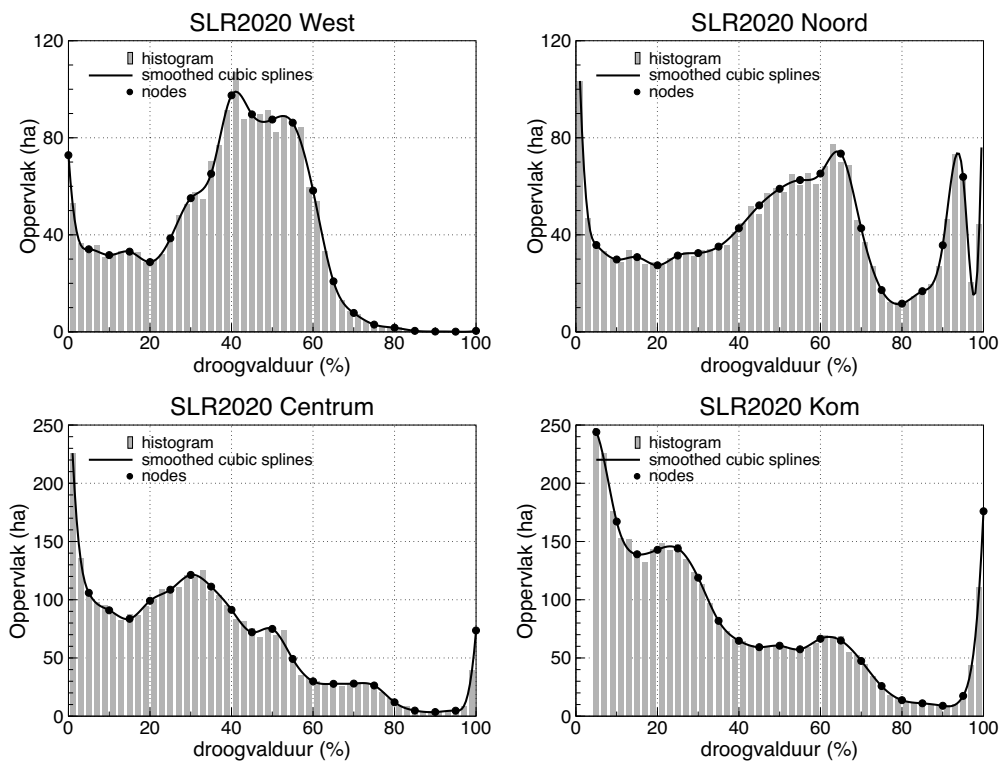 SLR2020 West
120
80
40
0
Oppervlak (ha)
histogram
smoothed cubic splines
nodes
0 20 40 60 80 100
droogvalduur (%)
SLR2020 Noord
120
80
40
0
Oppervlak (ha)
histogram
smoothed cubic splines
nodes
0 20 40 60 80 100
droogvalduur (%)
SLR2020 Centrum
250
200
150
100
50
0
Oppervlak (ha)
histogram
smoothed cubic splines
nodes
0 20 40 60 80 100
droogvalduur (%)
SLR2020 Kom
250
200
150
100
50
0
Oppervlak (ha)
histogram
smoothed cubic splines
nodes
0 20 40 60 80 100
droogvalduur (%)